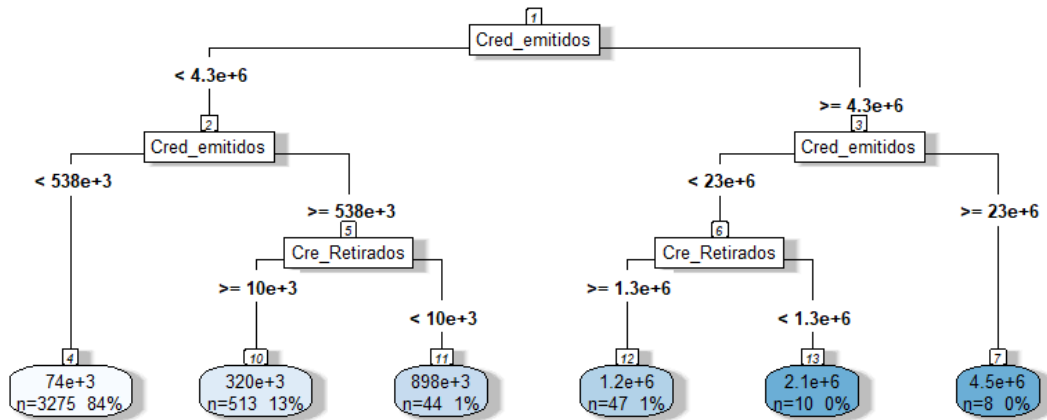 1
Cred_emitidos
< 4.3e+6
>= 4.3e+6
2
Cred_emitidos
3
Cred_emitidos
< 538e+3
>= 538e+3
< 23e+6
>= 23e+6
5
Cre_Retirados
6
Cre_Retirados
>= 10e+3
< 10e+3
>= 1.3e+6
< 1.3e+6
4
74e+3
n=3275 84%
10
320e+3
n=513 13%
11
898e+3
n=44 1%
12
1.2e+6
n=47 1%
13
2.1e+6
n=10 0%
7
4.5e+6
n=8 0%